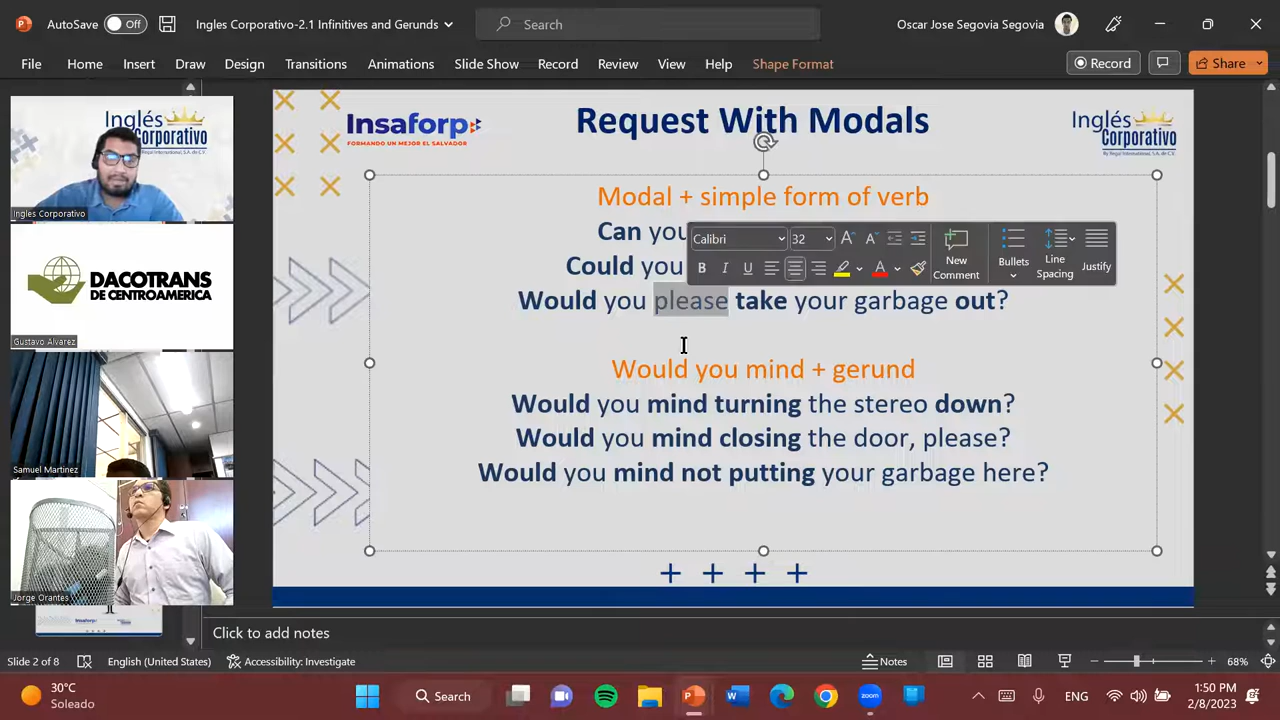 AutoSave Off Ingles Corporativo-2.1 Infinitives and Gerunds Search Oscar Jose Segovia Segovia
File Home Insert Draw Design Transitions Animations Slide Show Record Review View Help Shape Format Record Share
Inglés
Corporativo
Ingles Corporativo
DACOTRANS
DE CENTROAMERICA
Gustavo Alvarez
Samuel Martinez
Jorge Orantes
Insaforp
FORMANDO UN MEJOR EL SALVADOR
Request With Modals
Inglés
Corporativo
by Regal International, S.A. de C.V.
Modal + simple form of verb
Can you
Could you
Would you please take your garbage out?
Calibri 32
B I U A
New
Comment
Bullets
Line
Spacing
Justify
Would you mind + gerund
Would you mind turning the stereo down?
Would you mind closing the door, please?
Would you mind not putting your garbage here?
Click to add notes
Slide 2 of 8 English (United States) Accessibility: Investigate Notes 68%
30°C
Soleado
Search
zoom
ENG
1:50 PM
2/8/2023